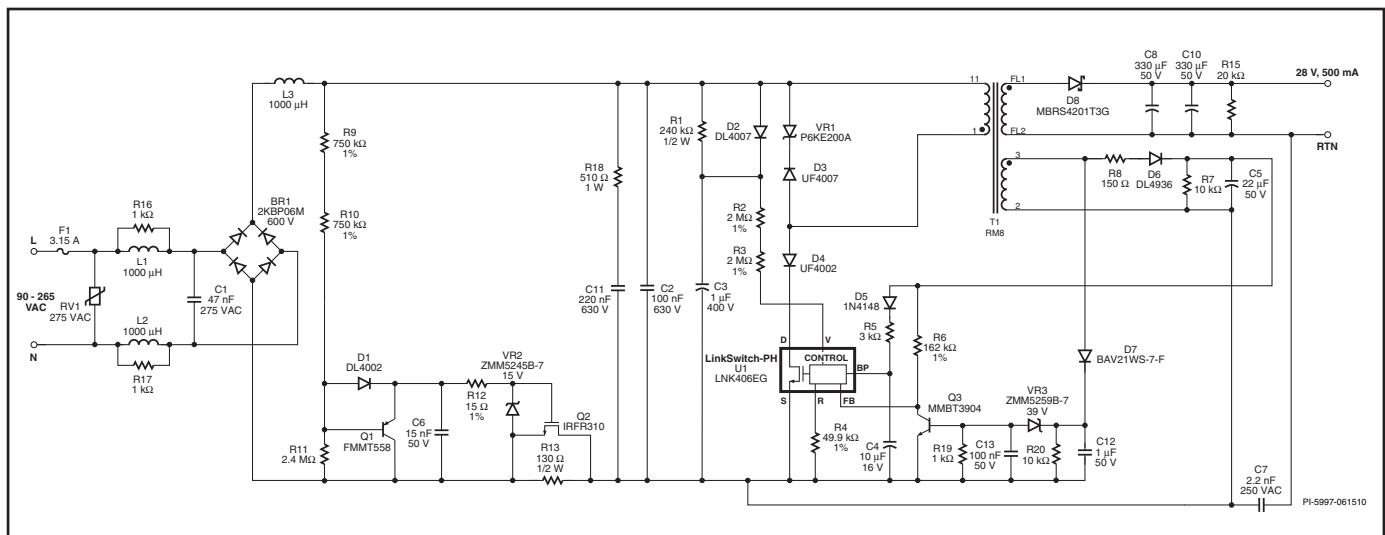 L3
1000 µH
R9
750 kΩ
1%
R10
750 kΩ
1%
BR1
2KBP06M
600 V
R16
1 kΩ
F1
3.15 A
L
L1
1000 µH
90 - 265
VAC
RV1
275 VAC
C1
47 nF
275 VAC
L2
1000 µH
N
R17
1 kΩ
D1
DL4002
R11
2.4 MΩ
Q1
FMMT558
C6
15 nF
50 V
R12
15 Ω
1%
VR2
ZMM5245B-7
15 V
Q2
IRFR310
R13
130 Ω
1/2 W
R18
510 Ω
1 W
C11
220 nF
630 V
C2
100 nF
630 V
R1
240 kΩ
1/2 W
C3
1 µF
400 V
D2
DL4007
VR1
P6KE200A
D3
UF4007
R2
2 MΩ
1%
R3
2 MΩ
1%
D4
UF4002
D
V
LinkSwitch-PH
U1
LNK406EG
CONTROL
BP
S
R
FB
R4
49.9 kΩ
1%
D5
1N4148
R5
3 kΩ
C4
10 µF
16 V
R6
162 kΩ
1%
Q3
MMBT3904
R19
1 kΩ
C13
100 nF
50 V
VR3
ZMM5259B-7
39 V
R20
10 kΩ
C12
1 µF
50 V
D7
BAV21WS-7-F
11
1
FL1
FL2
3
2
T1
RM8
D8
MBRS4201T3G
C8
330 µF
50 V
C10
330 µF
50 V
R15
20 kΩ
28 V, 500 mA
RTN
R8
150 Ω
D6
DL4936
R7
10 kΩ
C5
22 µF
50 V
C7
2.2 nF
250 VAC
PI-5997-061510